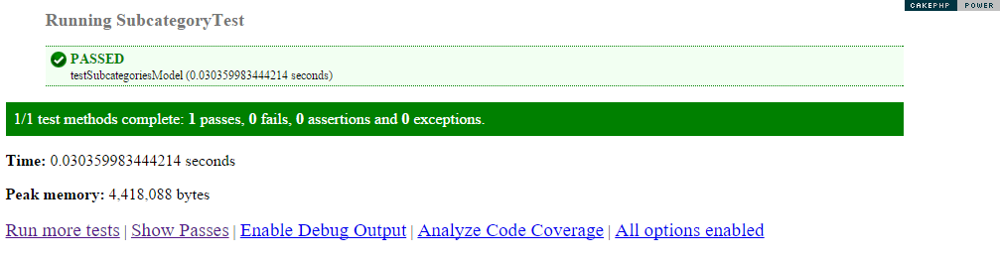 CAKEPHP POWER
Running SubcategoryTest
PASSED
testSubcategoriesModel (0.030359983444214 seconds)
1/1 test methods complete: 1 passes, 0 fails, 0 assertions and 0 exceptions.
Time: 0.030359983444214 seconds
Peak memory: 4,418,088 bytes
Run more tests | Show Passes | Enable Debug Output | Analyze Code Coverage | All options enabled